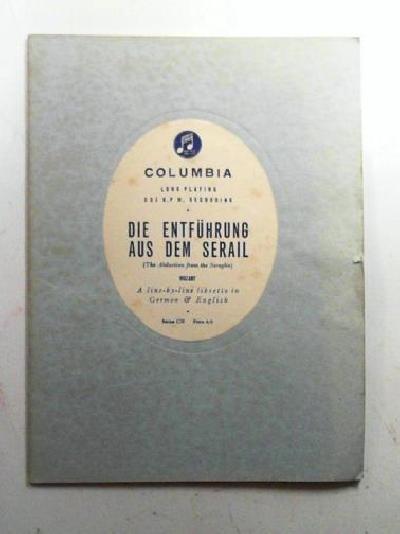 COLUMBIA
LONG PLAYING
33⅓ R.P.M. RECORDING
DIE ENTFÜHRUNG
AUS DEM SERAIL
(The Abduction from the Seraglio)
MOZART
A line-by-line libretto in
German & English
Price